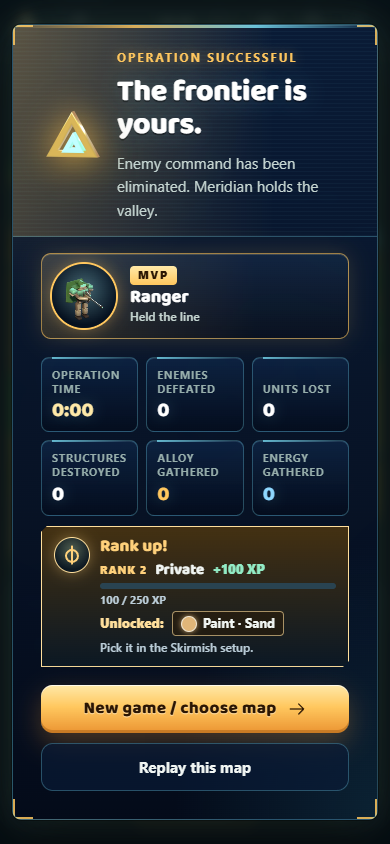 OPERATION SUCCESSFUL
The frontier is
yours.
Enemy command has been
eliminated. Meridian holds the
valley.
MVP
Ranger
Held the line
OPERATION
TIME
0:00
ENEMIES
DEFEATED
0
UNITS LOST
0
STRUCTURES
DESTROYED
0
ALLOY
GATHERED
0
ENERGY
GATHERED
0
Rank up!
RANK 2 Private +100 XP
100 / 250 XP
Unlocked: Paint · Sand
Pick it in the Skirmish setup.
New game / choose map →
Replay this map